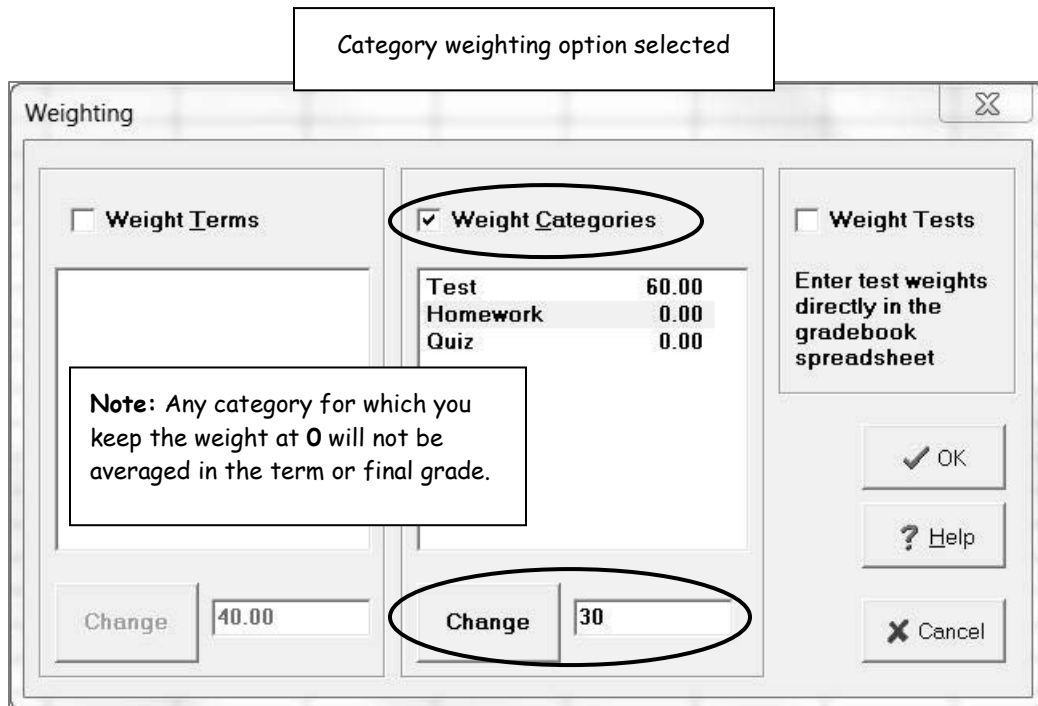 Category weighting option selected
Weighting
Weight Terms
Weight Categories
Weight Tests
Test 60.00
Homework 0.00
Quiz 0.00
Enter test weights
directly in the
gradebook
spreadsheet
Note: Any category for which you
keep the weight at 0 will not be
averaged in the term or final grade.
OK
Help
Change 40.00
Change 30
Cancel